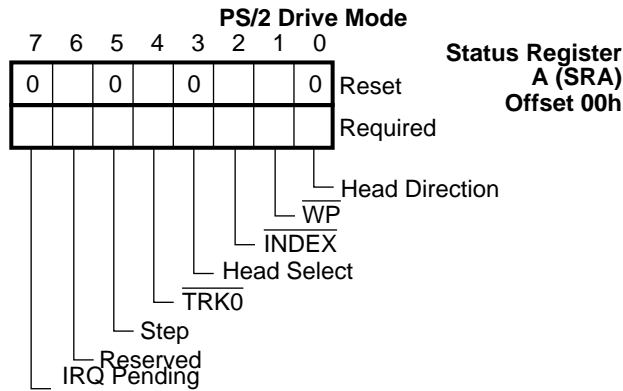 PS/2 Drive Mode
7 6 5 4 3 2 1 0
Status Register
A (SRA)
Offset 00h
0 0 0 0 Reset
Required
Head Direction
WP
INDEX
Head Select
TRK0
Step
Reserved
IRQ Pending